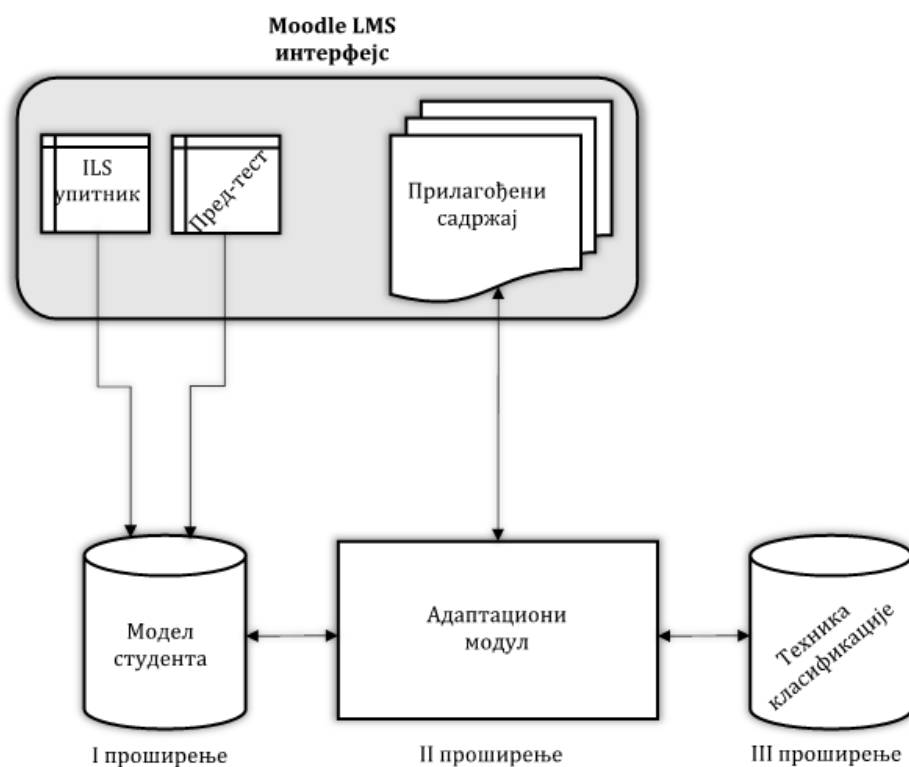 Moodle LMS
интерфејс
ILS
упитник
Пред-тест
Прилагођени
садржај
Модел
студента
Адаптациони
модул
Техника
класификације
I проширење
II проширење
III проширење